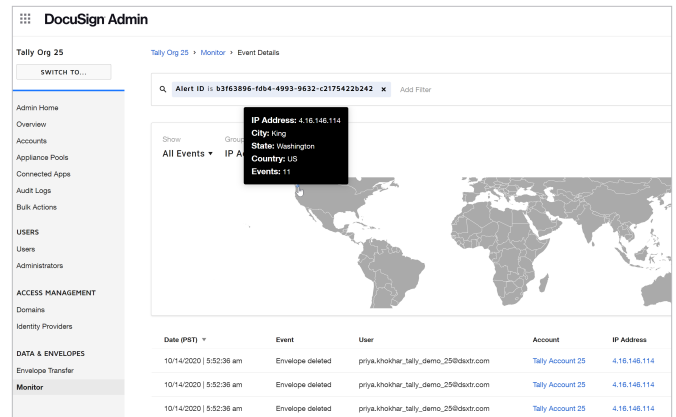 DocuSign Admin
Tally Org 25
SWITCH TO...
Admin Home
Overview
Accounts
Appliance Pools
Connected Apps
Audit Logs
Bulk Actions
USERS
Users
Administrators
ACCESS MANAGEMENT
Domains
Identity Providers
DATA & ENVELOPES
Envelope Transfer
Monitor
Tally Org 25 › Monitor › Event Details
Alert ID is b3f63896-fdb4-4993-9632-c2175422b242 x Add Filter
Show Group
All Events ▾ IP A
IP Address: 4.16.146.114
City: King
State: Washington
Country: US
Events: 11
Date (PST) ▼ Event User Account IP Address
10/14/2020 | 5:52:36 am Envelope deleted priya.khokhar_tally_demo_25@dsxtr.com Tally Account 25 4.16.146.114
10/14/2020 | 5:52:36 am Envelope deleted priya.khokhar_tally_demo_25@dsxtr.com Tally Account 25 4.16.146.114
10/14/2020 | 5:52:36 am Envelope deleted priya.khokhar_tally_demo_25@dsxtr.com Tally Account 25 4.16.146.114